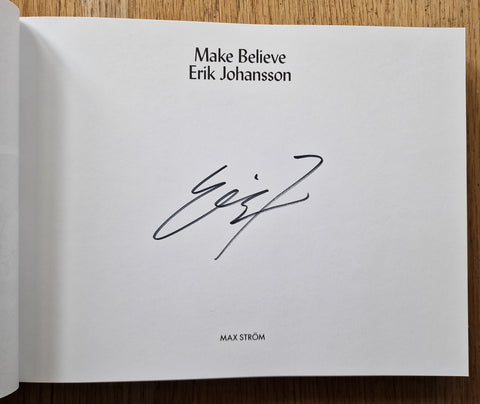 Make Believe
Erik Johansson
MAX STRÖM